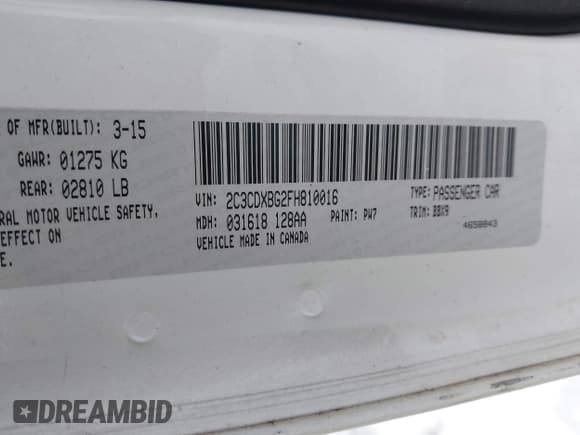 OF MFR(BUILT): 3-15
GAWR: 01275 KG
REAR: 02810 LB
RAL MOTOR VEHICLE SAFETY,
EFFECT ON
E.
VIN: 2C3CDXBG2FH810016
TYPE: PASSENGER CAR
MDH: 031618 128AA
PAINT: PW7
TRIM: BBX9
VEHICLE MADE IN CANADA
DREAMBID